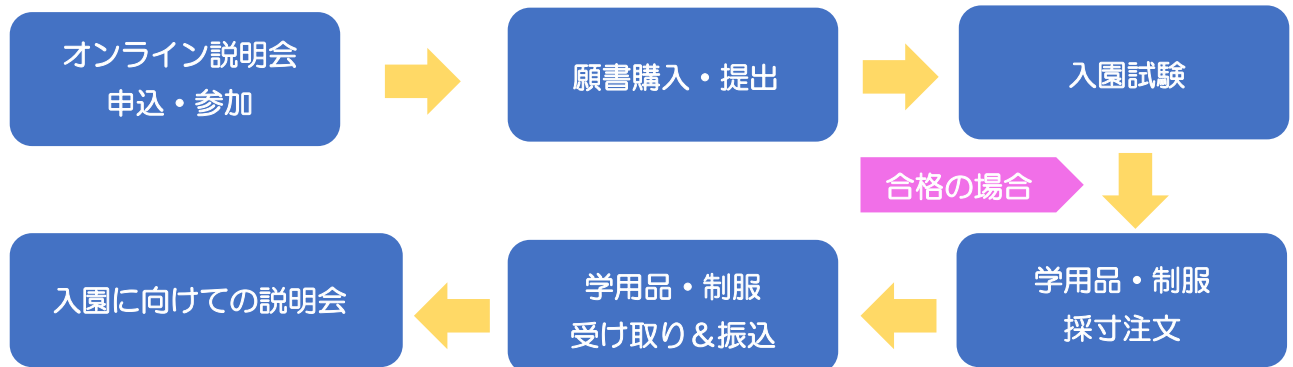 オンライン説明会
申込・参加
願書購入・提出
入園試験
合格の場合
学用品・制服
採寸注文
学用品・制服
受け取り＆振込
入園に向けての説明会